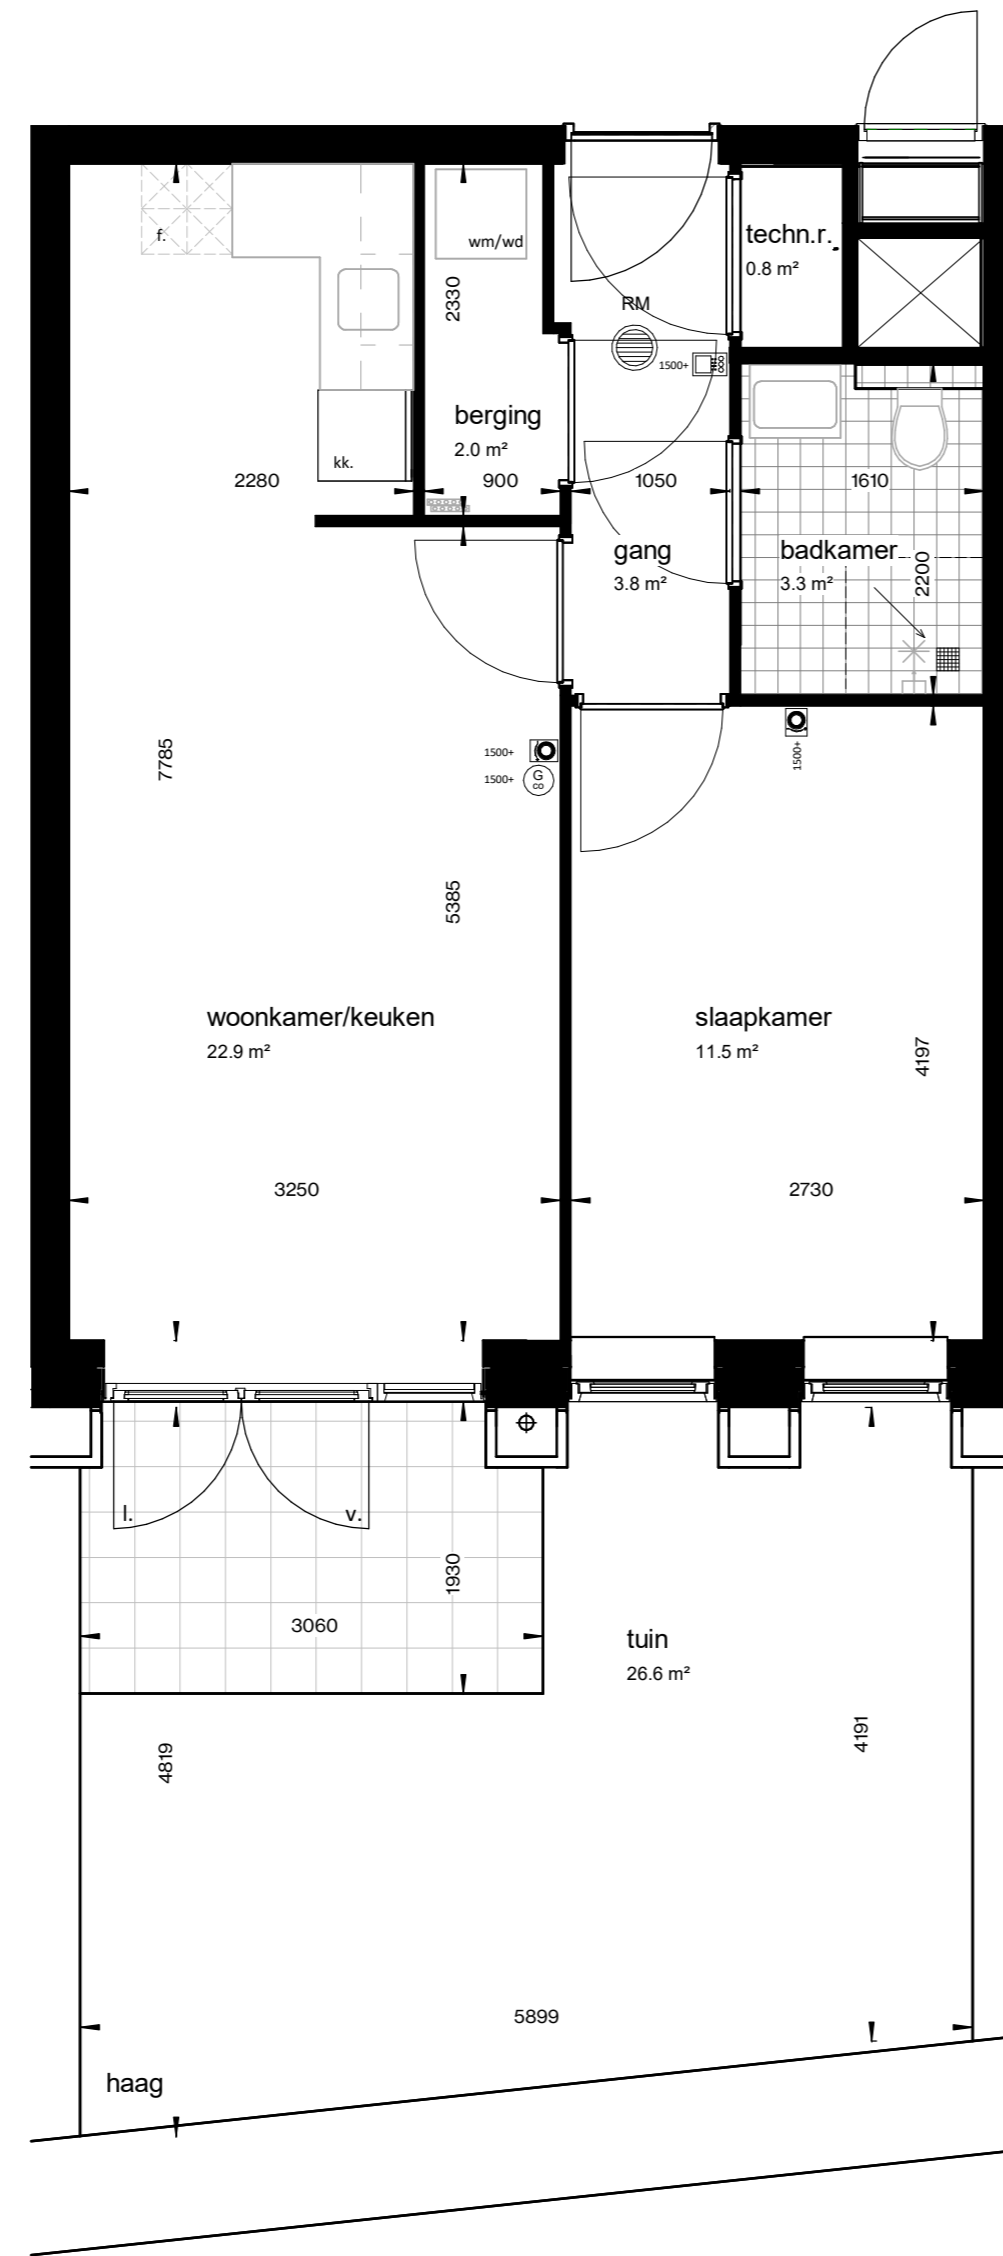 f.
wm/wd
2330
techn.r.
0.8 m²
RM
1500+
berging
2.0 m²
kk.
2280
900
1050
1610
gang
3.8 m²
badkamer
3.3 m²
2200
7785
1500+
1500+
G
co
1500+
5385
woonkamer/keuken
22.9 m²
slaapkamer
11.5 m²
4197
3250
2730
l.
v.
1930
3060
tuin
26.6 m²
4819
4191
5899
haag